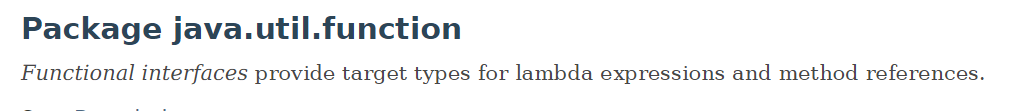 Package java.util.function
Functional interfaces provide target types for lambda expressions and method references.